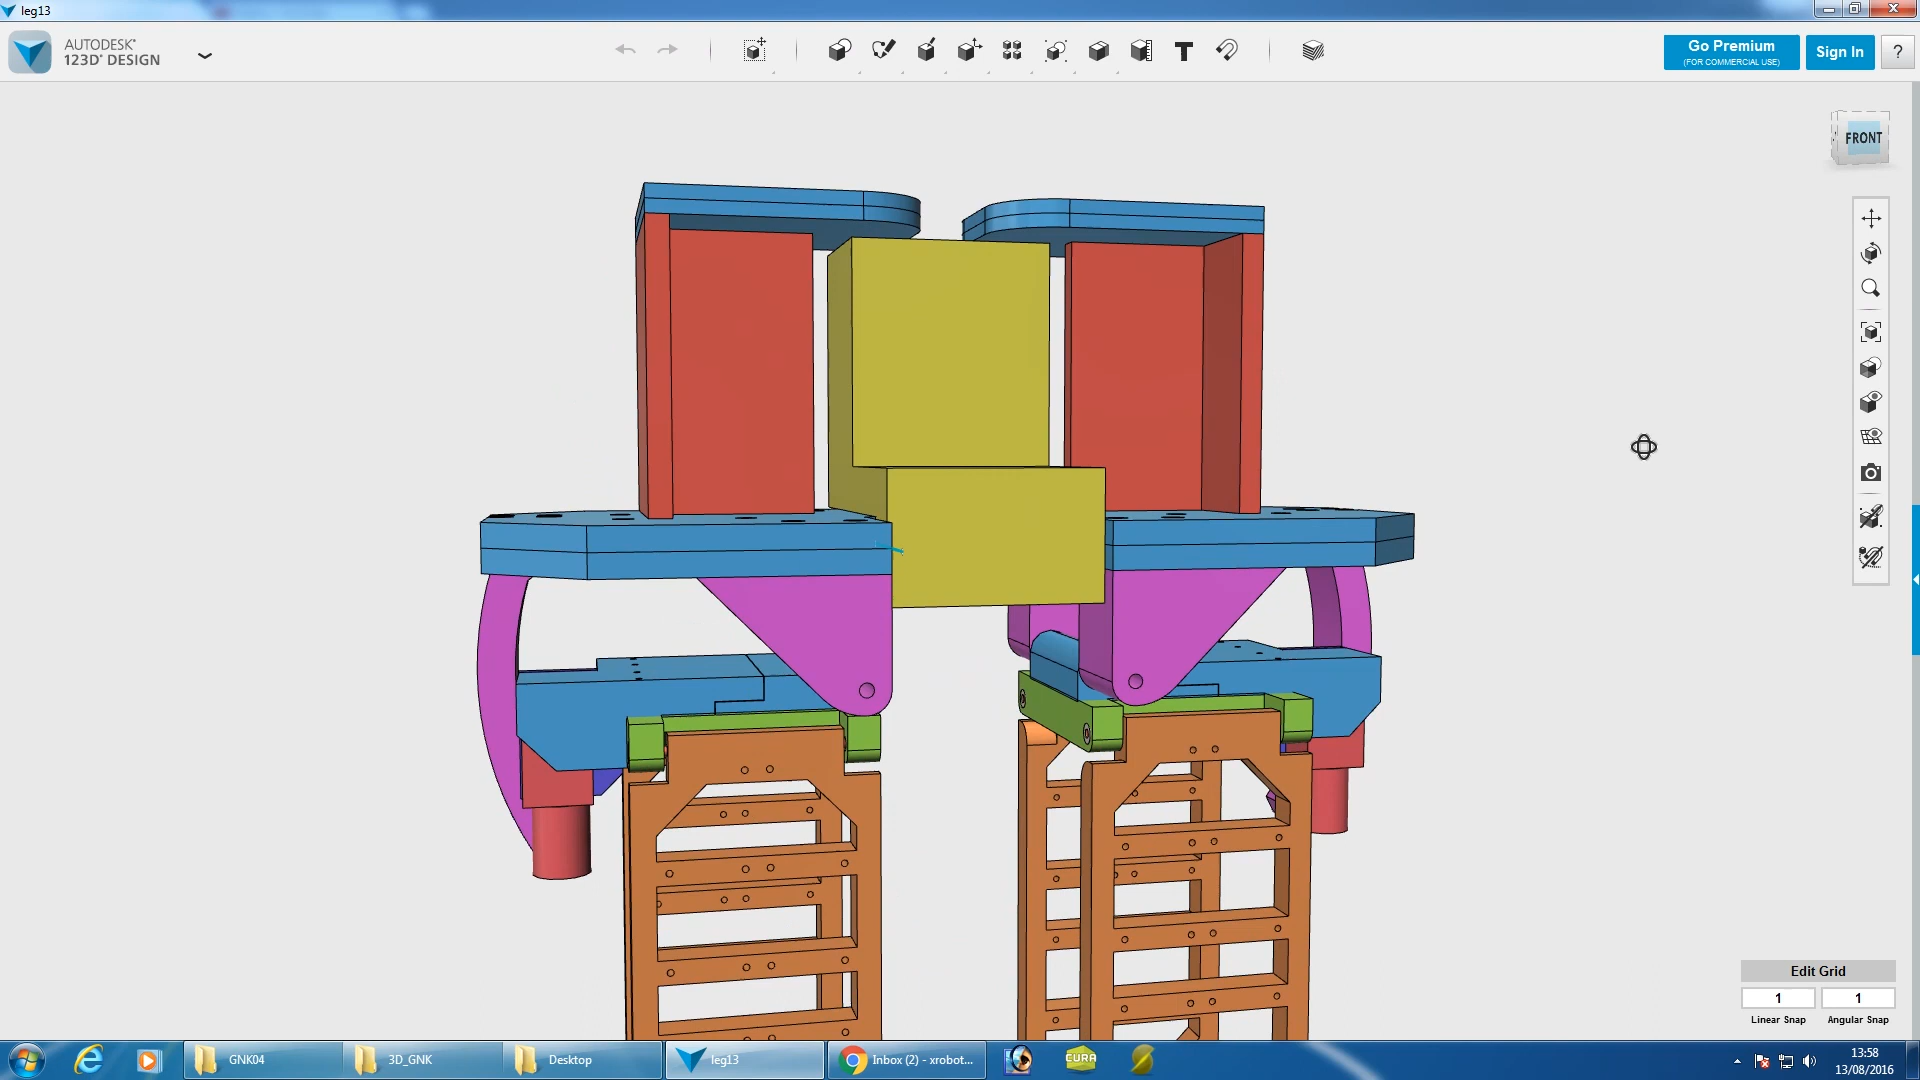 leg13
AUTODESK®
123D® DESIGN
T
Go Premium
(FOR COMMERCIAL USE)
Sign In
?
FRONT
Edit Grid
1
1
Linear Snap
Angular Snap
GNK04
3D_GNK
Desktop
leg13
Inbox (2) - xrobot...
CURA
13:58
13/08/2016